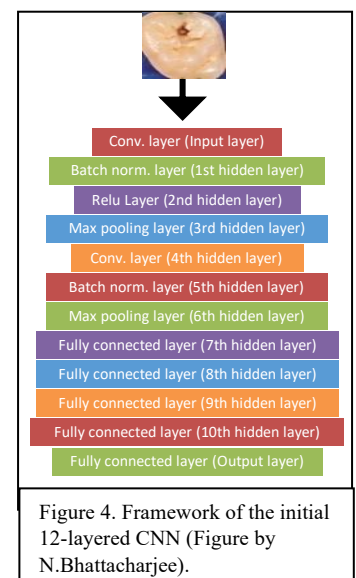 Conv. layer (Input layer)
Batch norm. layer (1st hidden layer)
Relu Layer (2nd hidden layer)
Max pooling layer (3rd hidden layer)
Conv. layer (4th hidden layer)
Batch norm. layer (5th hidden layer)
Max pooling layer (6th hidden layer)
Fully connected layer (7th hidden layer)
Fully connected layer (8th hidden layer)
Fully connected layer (9th hidden layer)
Fully connected layer (10th hidden layer)
Fully connected layer (Output layer)
Figure 4. Framework of the initial
12-layered CNN (Figure by
N.Bhattacharjee).